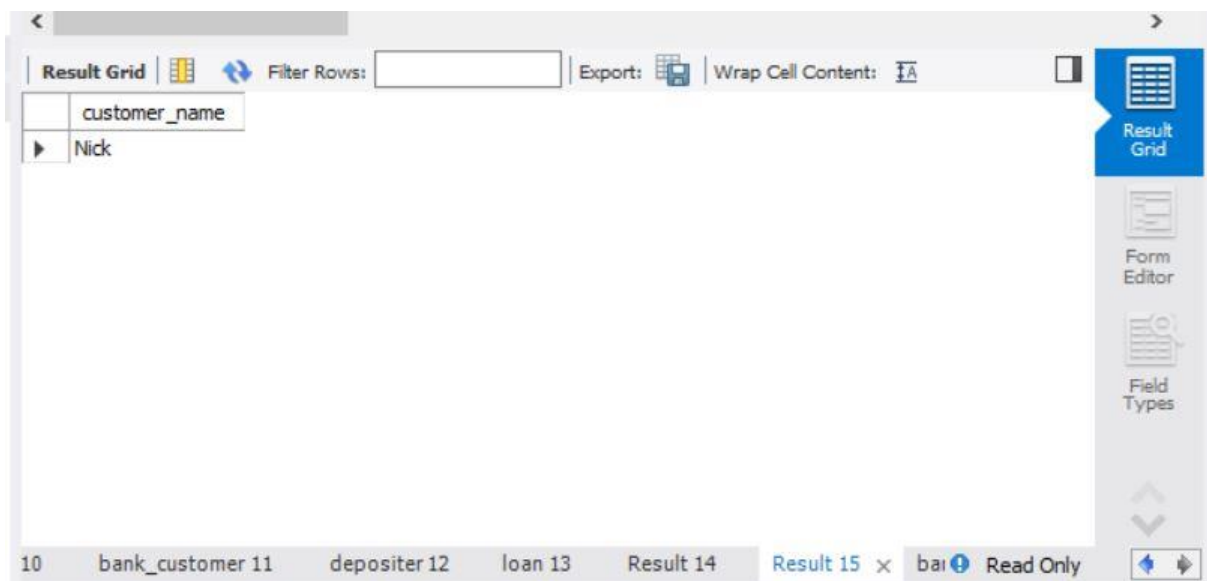 Result Grid Filter Rows: Export: Wrap Cell Content: IA
customer_name
Nick
Result
Grid
Form
Editor
Field
Types
10 bank_customer 11 depositer 12 loan 13 Result 14 Result 15 × Read Only